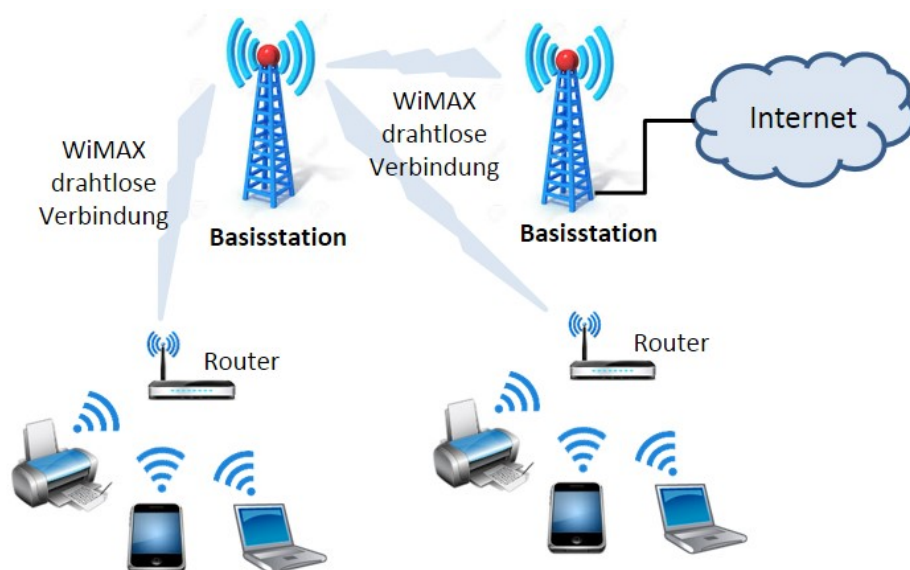 WiMAX
drahtlose
Verbindung
Basisstation
WiMAX
drahtlose
Verbindung
Basisstation
Internet
Router
Router